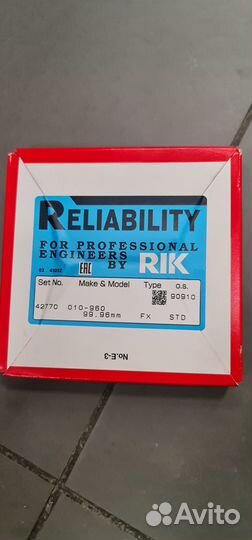 RELIABILITY
FOR PROFESSIONAL
ENGINEERS
BY RIK
EAC
Set No. Make & Model Type o.s.
90910
42770 010-960
99.96mm FX STD
No.E-3
Avito